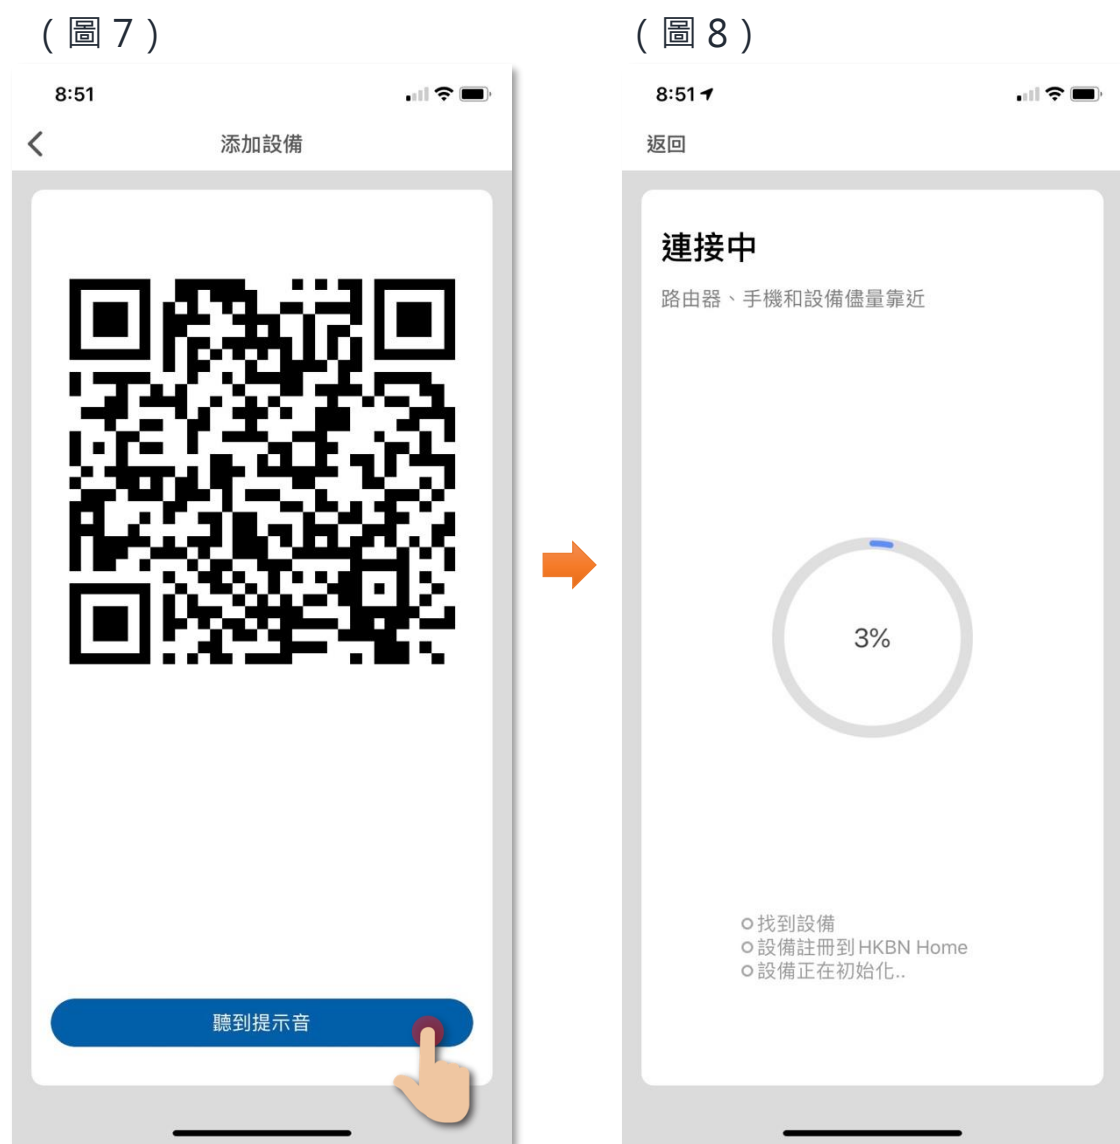 (圖7)
8:51
添加設備
聽到提示音
(圖8)
8:51
返回
連接中
路由器、手機和設備儘量靠近
3%
找到設備
設備註冊到 HKBN Home
設備正在初始化..